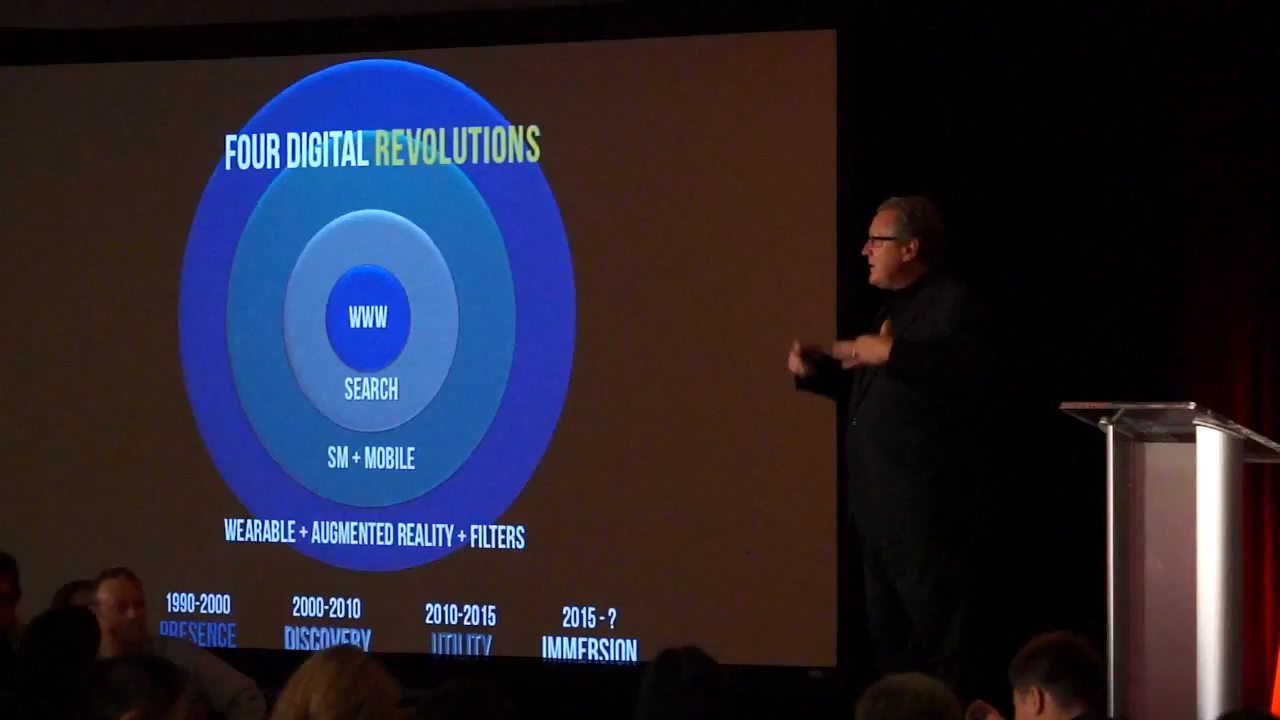 FOUR DIGITAL REVOLUTIONS
WWW
SEARCH
SM + MOBILE
WEARABLE + AUGMENTED REALITY + FILTERS
1990-2000 2000-2010 2010-2015 2015 - ?
PRESENCE DISCOVERY UTILITY IMMERSION